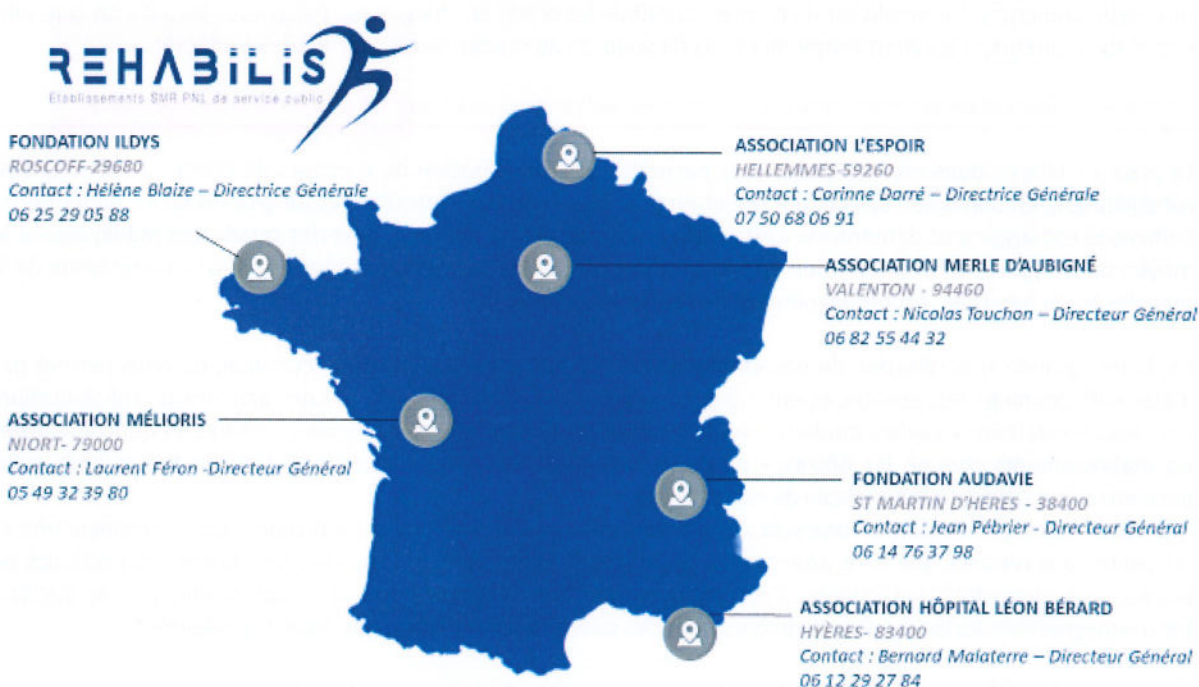 REHABILIS
Etablissements SMR PNL de service public
FONDATION ILDYS
ROSCOFF-29680
Contact : Hélène Blaize – Directrice Générale
06 25 29 05 88
ASSOCIATION L'ESPOIR
HELLEMMES-59260
Contact : Corinne Darré – Directrice Générale
07 50 68 06 91
ASSOCIATION MERLE D'AUBIGNÉ
VALENTON - 94460
Contact : Nicolas Touchon – Directeur Général
06 82 55 44 32
ASSOCIATION MÉLIORIS
NIORT- 79000
Contact : Laurent Féron -Directeur Général
05 49 32 39 80
FONDATION AUDAVIE
ST MARTIN D'HERES - 38400
Contact : Jean Pébrier - Directeur Général
06 14 76 37 98
ASSOCIATION HÔPITAL LÉON BÉRARD
HYÈRES- 83400
Contact : Bernard Malaterre – Directeur Général
06 12 29 27 84